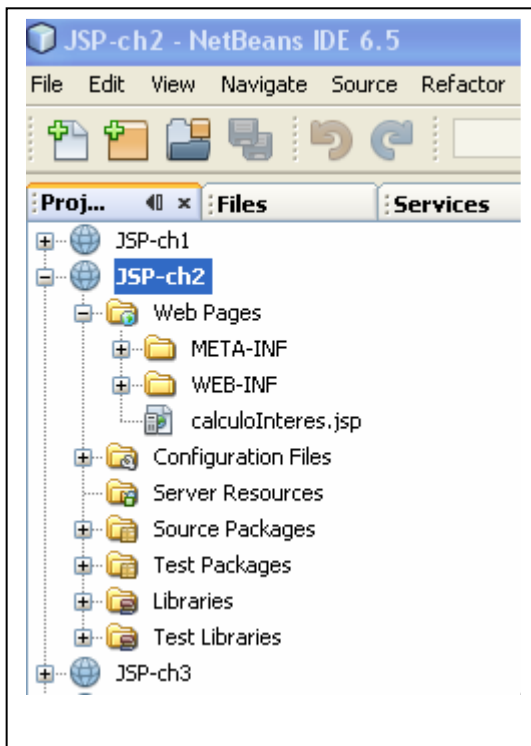 JSP-ch2 - NetBeans IDE 6.5
File Edit View Navigate Source Refactor
Proj... Files Services
JSP-ch1
JSP-ch2
Web Pages
META-INF
WEB-INF
calculoInteres.jsp
Configuration Files
Server Resources
Source Packages
Test Packages
Libraries
Test Libraries
JSP-ch3